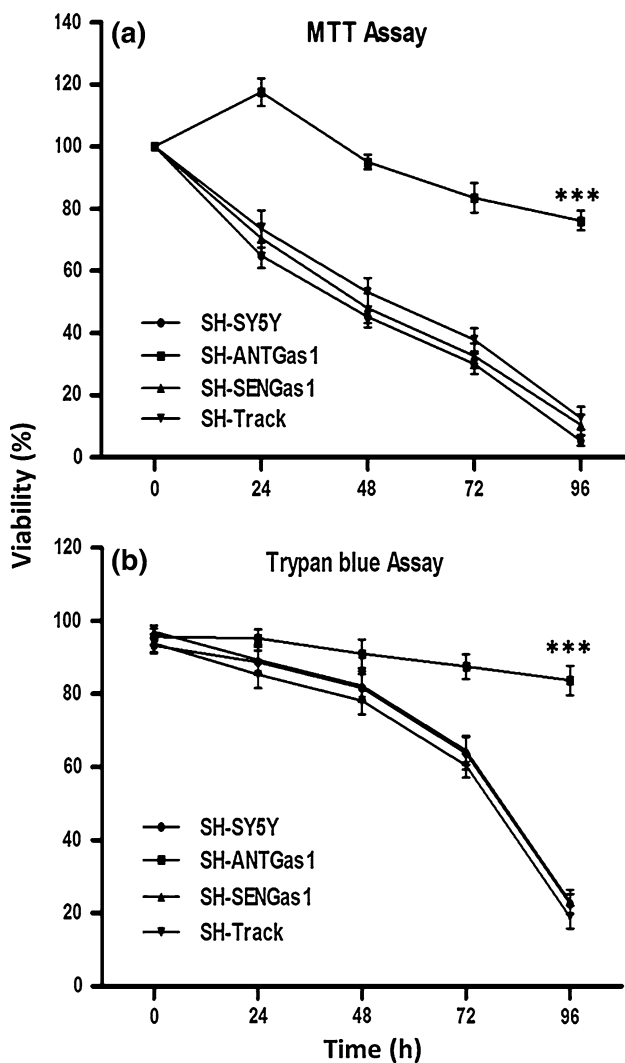 (a) MTT Assay
140
120
100
80
60
40
20
0
***
SH-SY5Y
SH-ANTGas1
SH-SENGas1
SH-Track
0 24 48 72 96
Viability (%)
(b) Trypan blue Assay
120
100
80
60
40
20
0
***
SH-SY5Y
SH-ANTGas1
SH-SENGas1
SH-Track
0 24 48 72 96
Time (h)